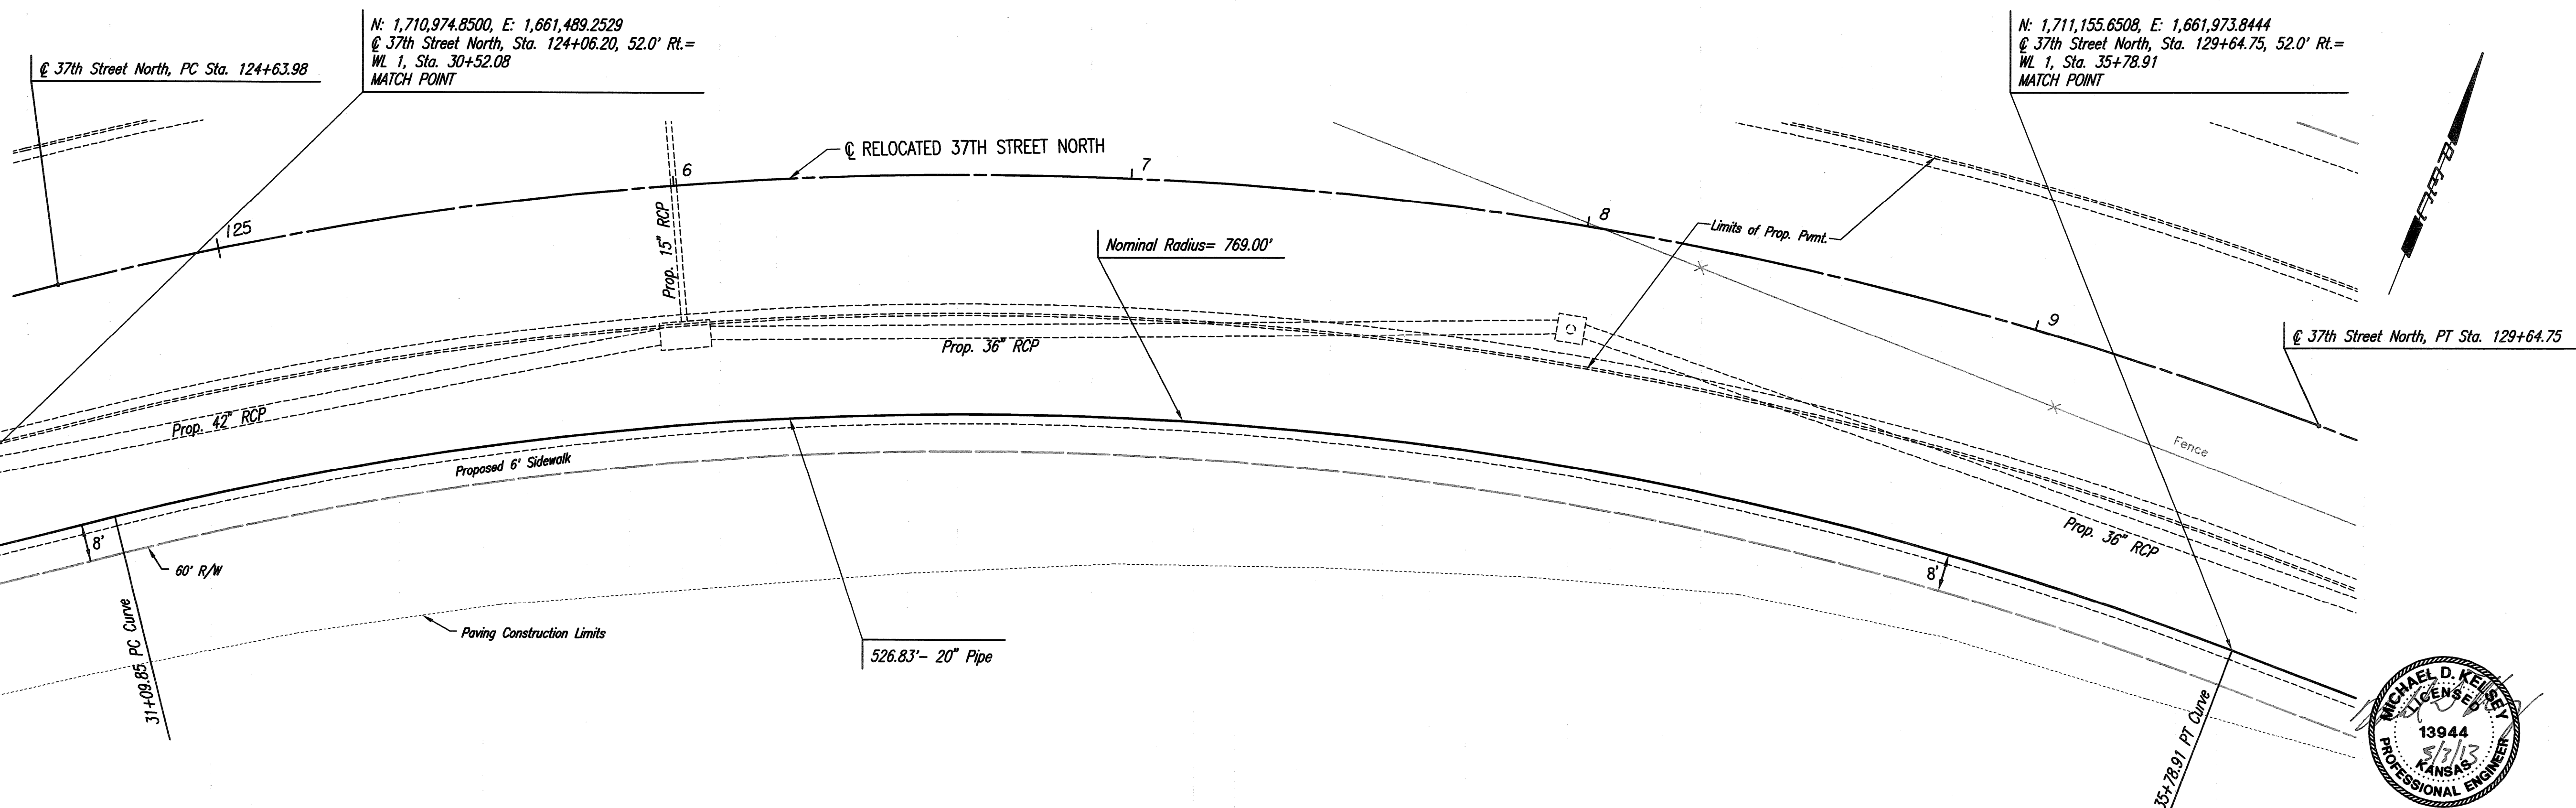 N: 1,710,974.8500, E: 1,661,489.2529
℄ 37th Street North, Sta. 124+06.20, 52.0' Rt.=
WL 1, Sta. 30+52.08
MATCH POINT
N: 1,711,155.6508, E: 1,661,973.8444
℄ 37th Street North, Sta. 129+64.75, 52.0' Rt.=
WL 1, Sta. 35+78.91
MATCH POINT
℄ 37th Street North, PC Sta. 124+63.98
℄ RELOCATED 37TH STREET NORTH
125
6
7
8
9
Prop. 15" RCP
Nominal Radius= 769.00'
Limits of Prop. Pvmt.
℄ 37th Street North, PT Sta. 129+64.75
Prop. 36" RCP
Prop. 42" RCP
Fence
Proposed 6' Sidewalk
Prop. 36" RCP
8'
60' R/W
8'
31+09.85 PC Curve
Paving Construction Limits
526.83'- 20" Pipe
35+78.91 PT Curve
MICHAEL D. KELSEY
LICENSED
13944
5/3/13
KANSAS
PROFESSIONAL ENGINEER